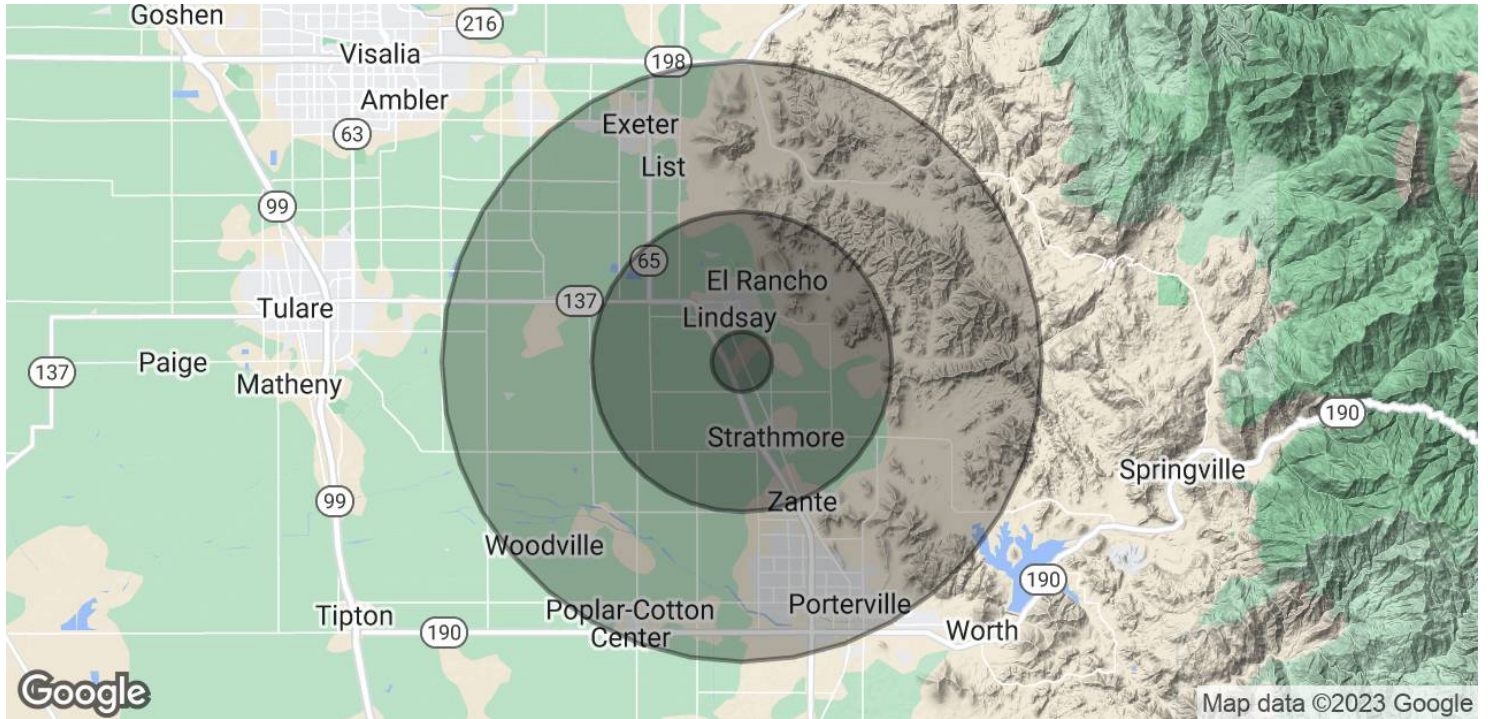 Goshen
216
Visalia
198
Ambler
Exeter
63
List
99
65
El Rancho
137
Tulare
Lindsay
Paige
137
Matheny
190
Strathmore
Springville
99
Zante
Woodville
190
Poplar-Cotton
Center
Porterville
Tipton
190
Worth
Google
Map data ©2023 Google